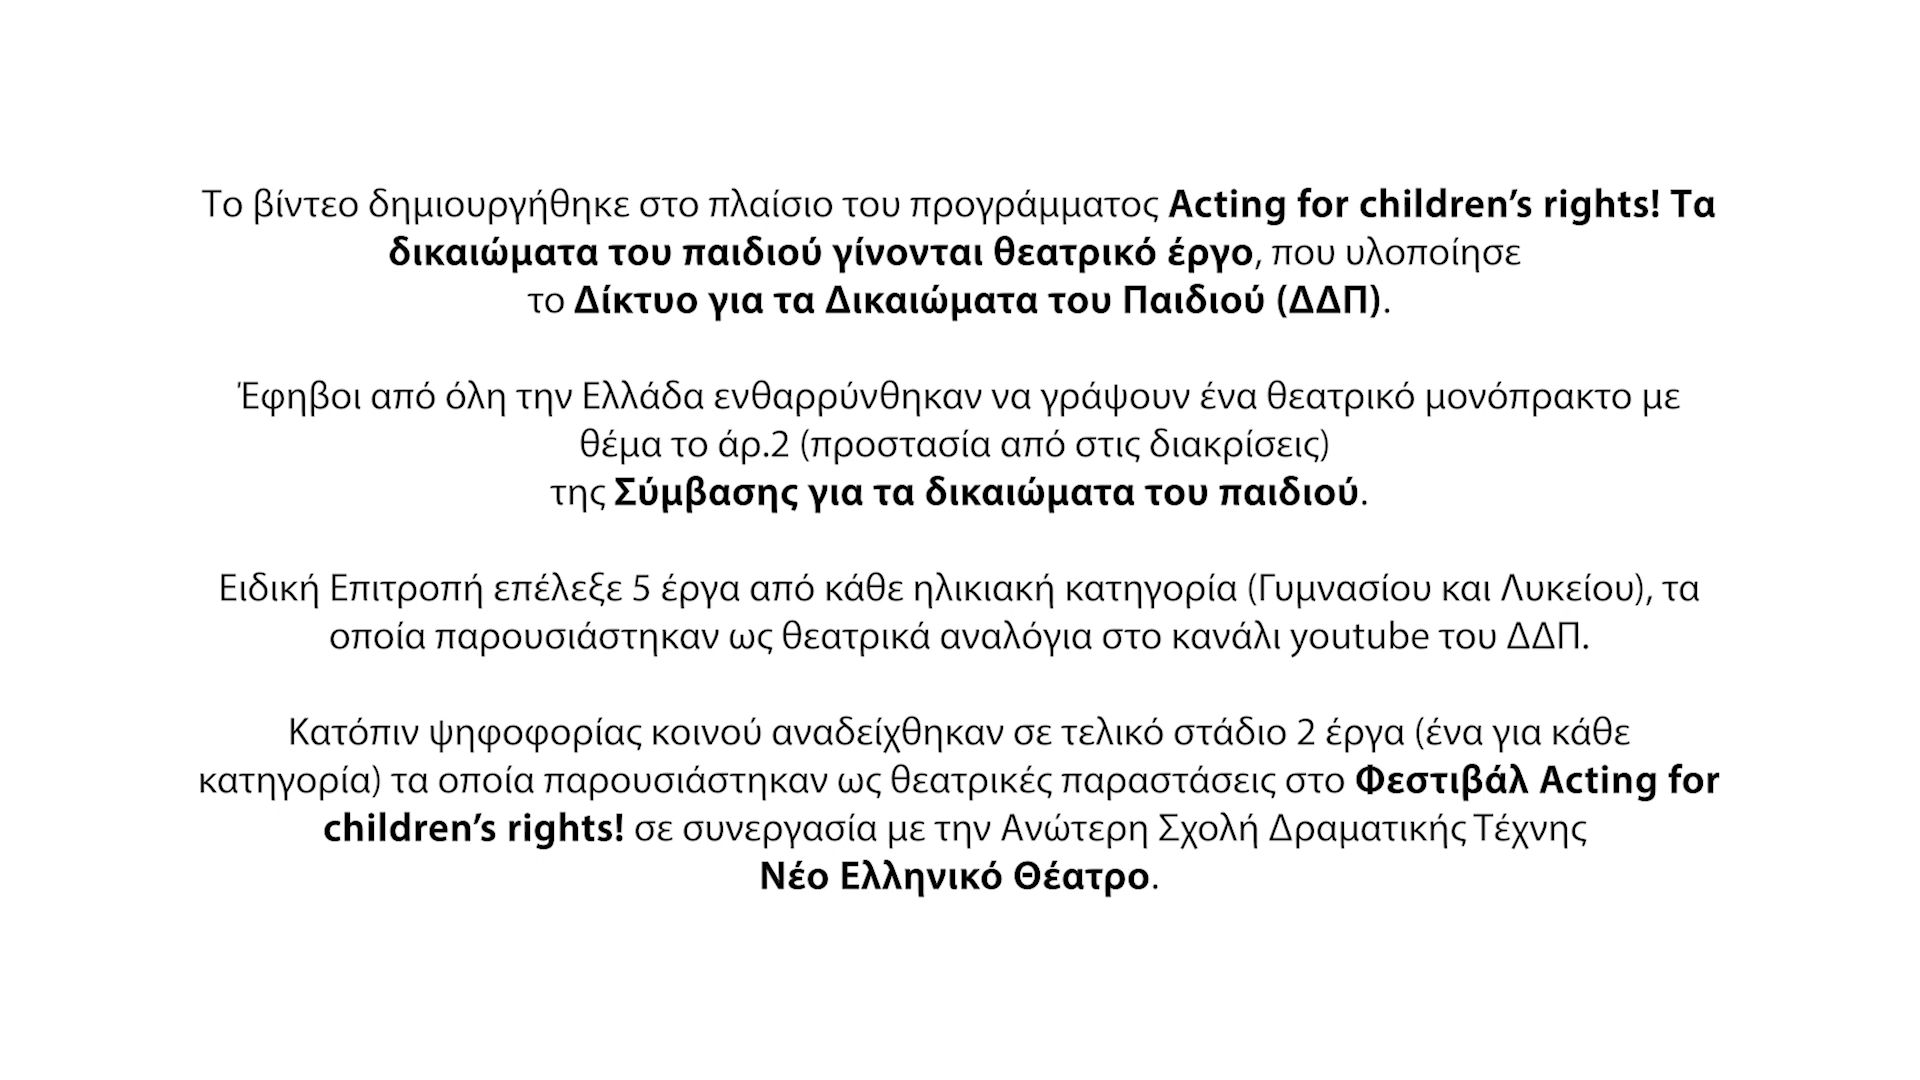 Το βίντεο δημιουργήθηκε στο πλαίσιο του προγράμματος Acting for children’s rights! Τα
δικαιώματα του παιδιού γίνονται θεατρικό έργο, που υλοποίησε
το Δίκτυο για τα Δικαιώματα του Παιδιού (ΔΔΠ).
Έφηβοι από όλη την Ελλάδα ενθαρρύνθηκαν να γράψουν ένα θεατρικό μονόπρακτο με
θέμα το άρ.2 (προστασία από στις διακρίσεις)
της Σύμβασης για τα δικαιώματα του παιδιού.
Ειδική Επιτροπή επέλεξε 5 έργα από κάθε ηλικιακή κατηγορία (Γυμνασίου και Λυκείου), τα
οποία παρουσιάστηκαν ως θεατρικά αναλόγια στο κανάλι youtube του ΔΔΠ.
Κατόπιν ψηφοφορίας κοινού αναδείχθηκαν σε τελικό στάδιο 2 έργα (ένα για κάθε
κατηγορία) τα οποία παρουσιάστηκαν ως θεατρικές παραστάσεις στο Φεστιβάλ Acting for
children’s rights! σε συνεργασία με την Ανώτερη Σχολή Δραματικής Τέχνης
Νέο Ελληνικό Θέατρο.